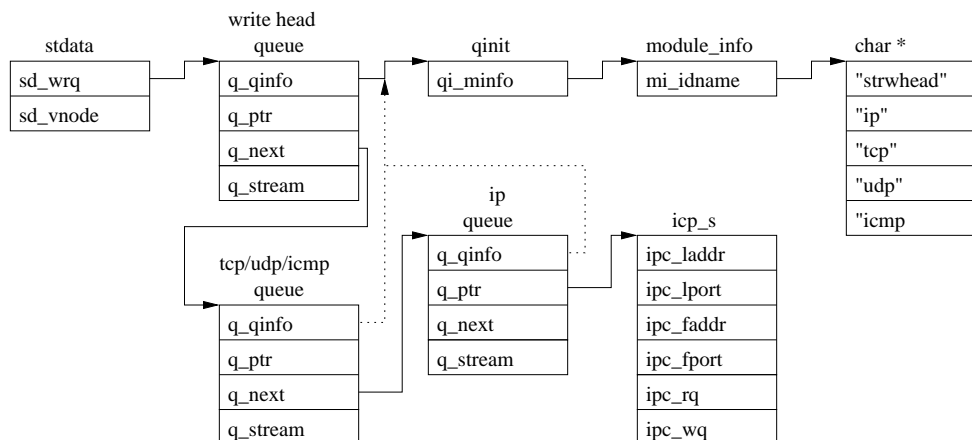 write head
stdata
queue
qinit
module_info
char *
sd_wrq
q_qinfo
qi_minfo
mi_idname
"strwhead"
sd_vnode
q_ptr
"ip"
q_next
"tcp"
q_stream
"udp"
"icmp
ip
queue
icp_s
q_qinfo
ipc_laddr
q_ptr
ipc_lport
q_next
ipc_faddr
q_stream
ipc_fport
ipc_rq
ipc_wq
tcp/udp/icmp
queue
q_qinfo
q_ptr
q_next
q_stream